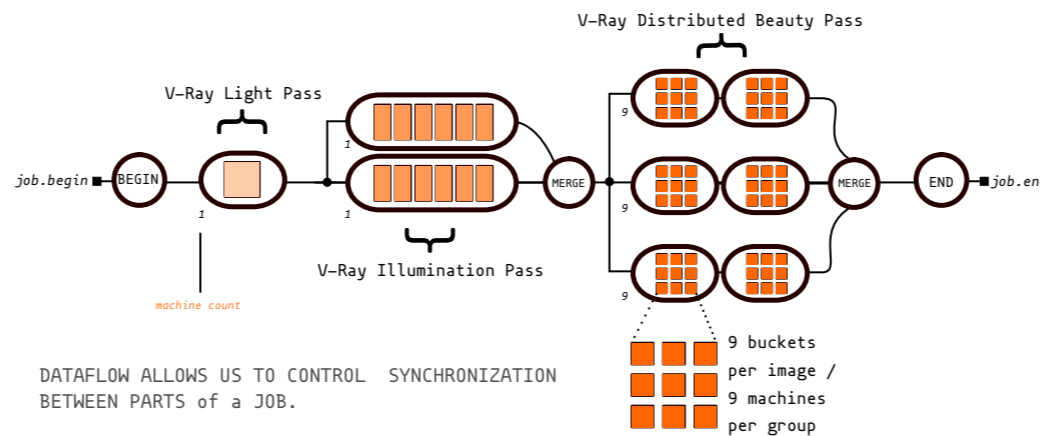 V-Ray Distributed Beauty Pass
V-Ray Light Pass
9
1
job.begin
BEGIN
MERGE
MERGE
END
job.en
1
1
9
V-Ray Illumination Pass
9
machine count
9 buckets
per image /
9 machines
per group
DATAFLOW ALLOWS US TO CONTROL  SYNCHRONIZATION
BETWEEN PARTS of a JOB.